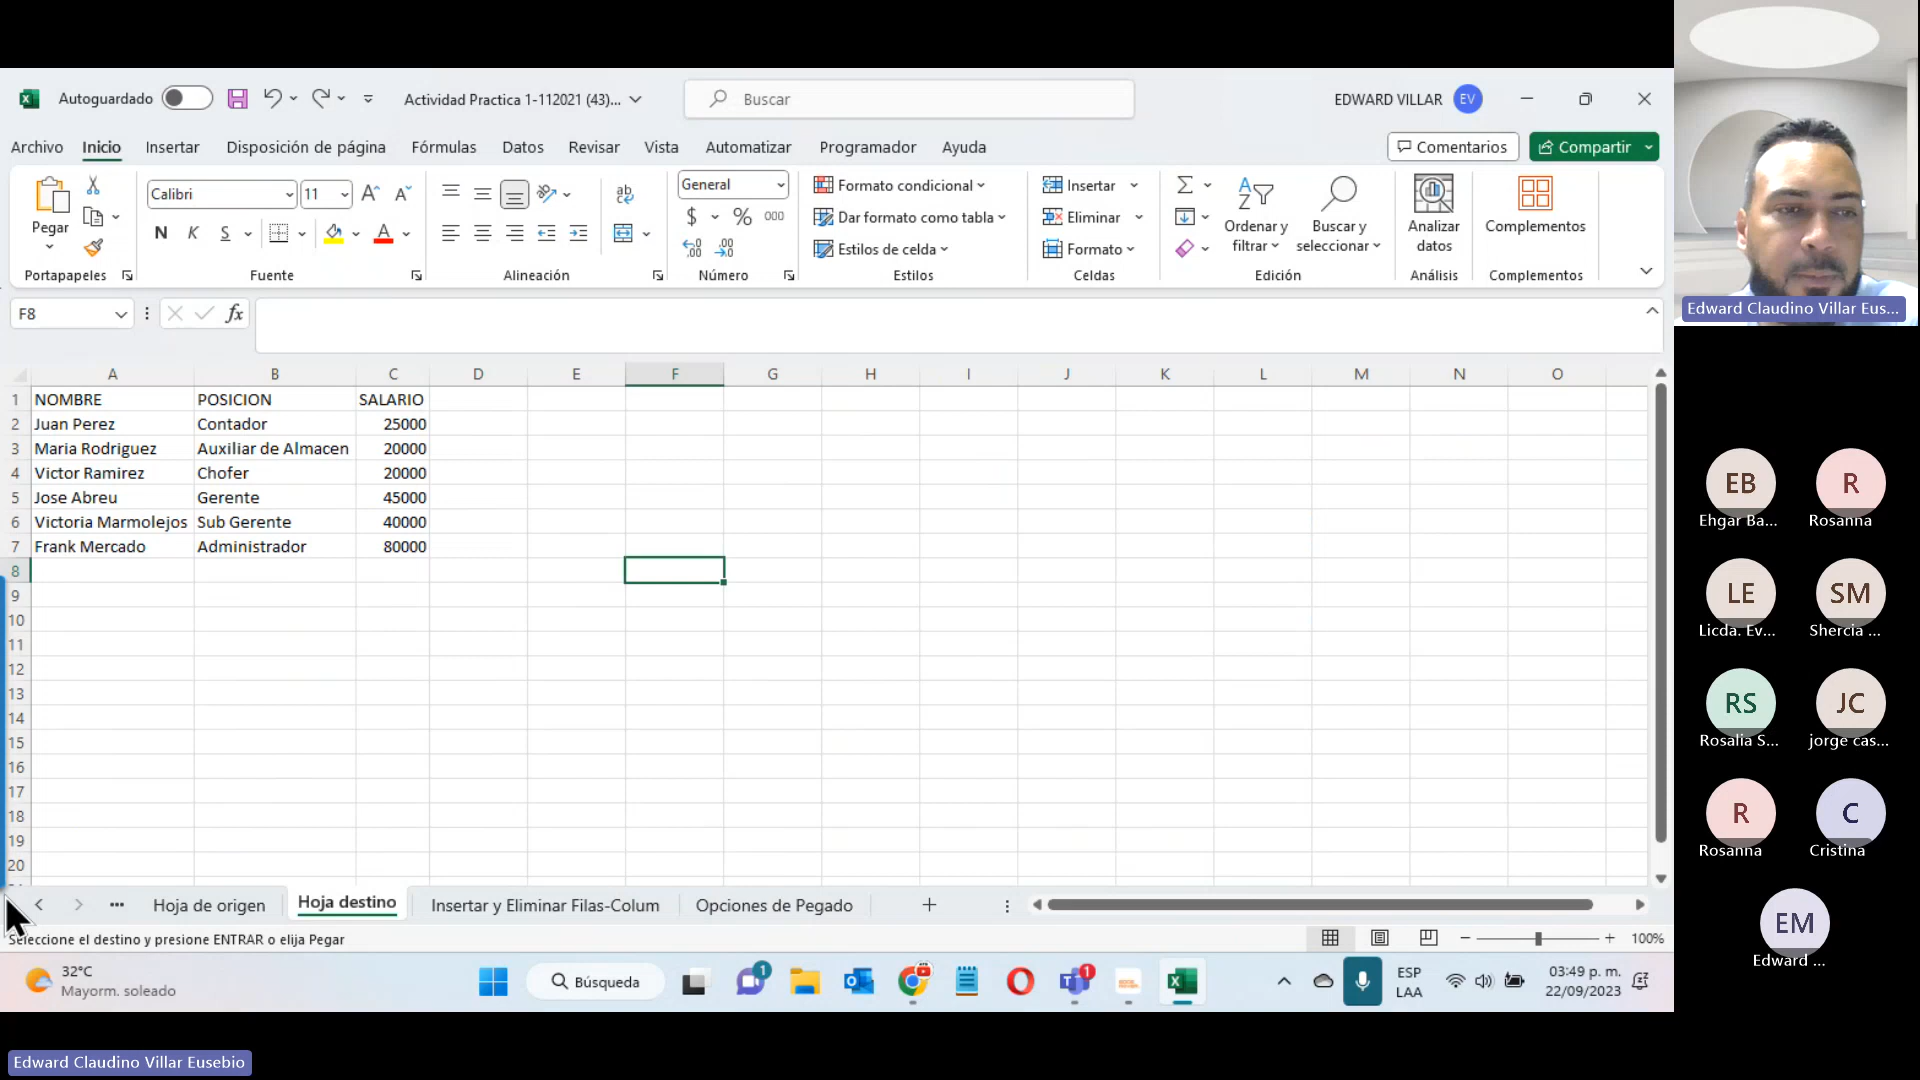 Autoguardado
Actividad Practica 1-112021 (43)...
Buscar
EDWARD VILLAR
EV
Archivo
Inicio
Insertar
Disposición de página
Fórmulas
Datos
Revisar
Vista
Automatizar
Programador
Ayuda
Comentarios
Compartir
Pegar
Portapapeles
Calibri
11
N K S
Fuente
Alineación
General
$ % 000
Número
Formato condicional
Dar formato como tabla
Estilos de celda
Estilos
Insertar
Eliminar
Formato
Celdas
Ordenar y filtrar
Buscar y seleccionar
Edición
Analizar datos
Análisis
Complementos
Complementos
F8
fx
A B C D E F G H I J K L M N O
1 NOMBRE POSICION SALARIO
2 Juan Perez Contador 25000
3 Maria Rodriguez Auxiliar de Almacen 20000
4 Victor Ramirez Chofer 20000
5 Jose Abreu Gerente 45000
6 Victoria Marmolejos Sub Gerente 40000
7 Frank Mercado Administrador 80000
8
9
10
11
12
13
14
15
16
17
18
19
20
Hoja de origen
Hoja destino
Insertar y Eliminar Filas-Colum
Opciones de Pegado
Seleccione el destino y presione ENTRAR o elija Pegar
100%
32°C
Mayorm. soleado
Búsqueda
1
1
ESP
LAA
03:49 p. m.
22/09/2023
Edward Claudino Villar Eus...
EB
Ehgar Ba...
R
Rosanna
LE
Licda. Ev...
SM
Shercia ...
RS
Rosalia S...
JC
jorge cas...
R
Rosanna
C
Cristina
EM
Edward ...
Edward Claudino Villar Eusebio